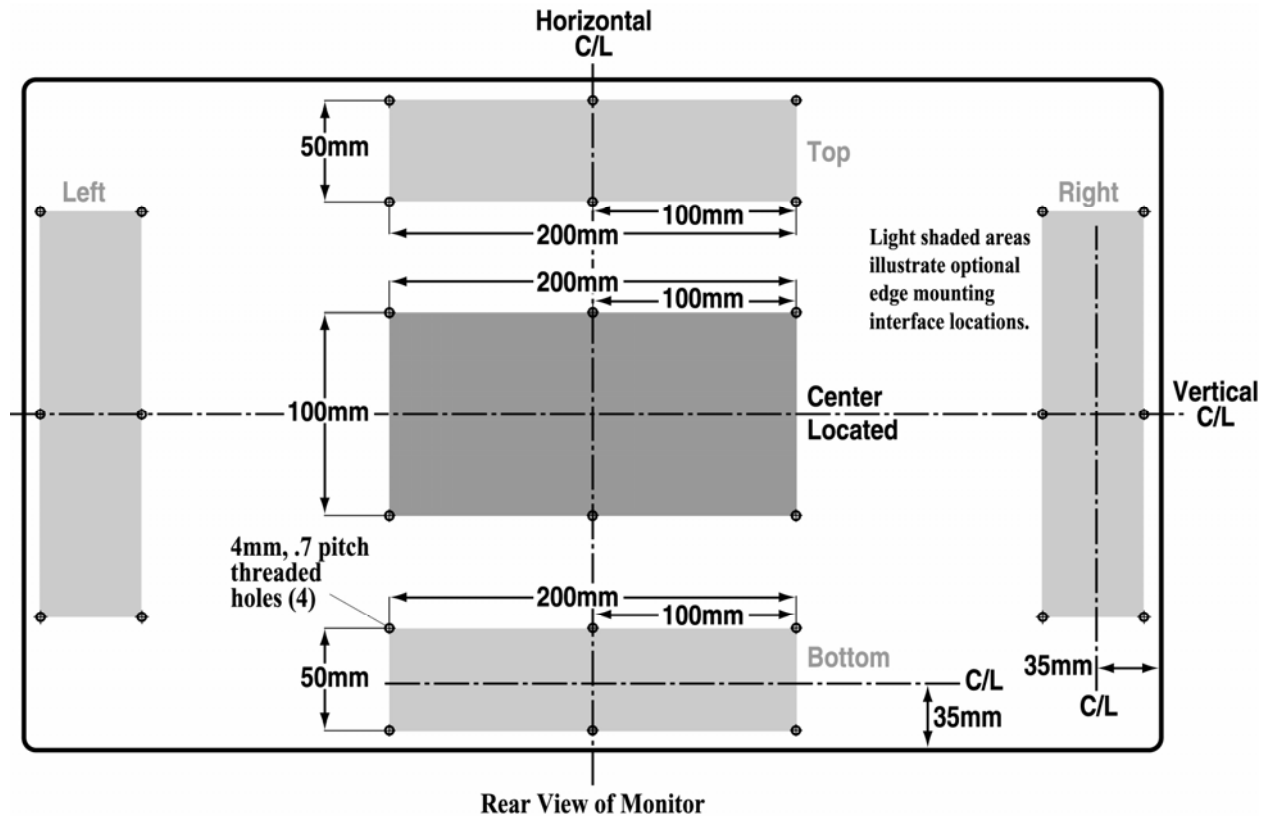 Horizontal
C/L
50mm
Top
Left
Right
100mm
200mm
Light shaded areas
illustrate optional
edge mounting
interface locations.
200mm
100mm
100mm
Center
Located
Vertical
C/L
4mm, .7 pitch
threaded
holes (4)
200mm
100mm
50mm
Bottom
C/L
35mm
35mm
C/L
Rear View of Monitor